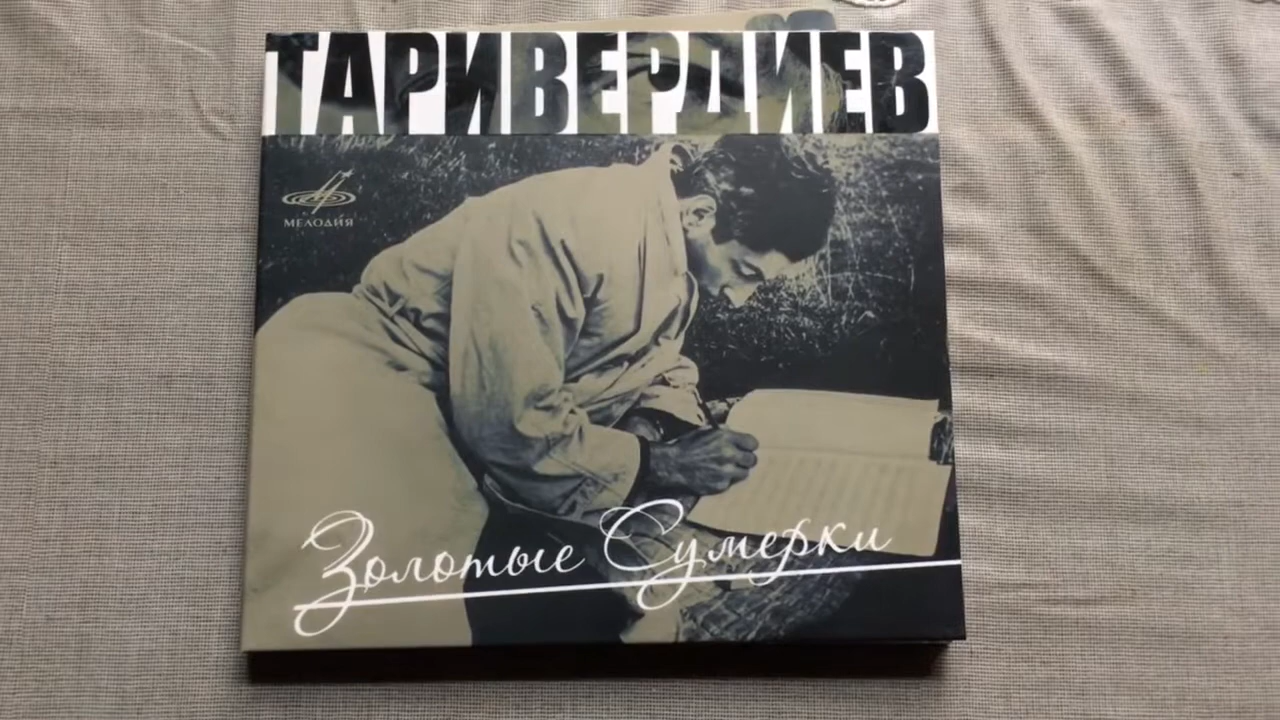 ТАРИВЕРДИЕВ
МЕЛОДИЯ
Золотые Сумерки